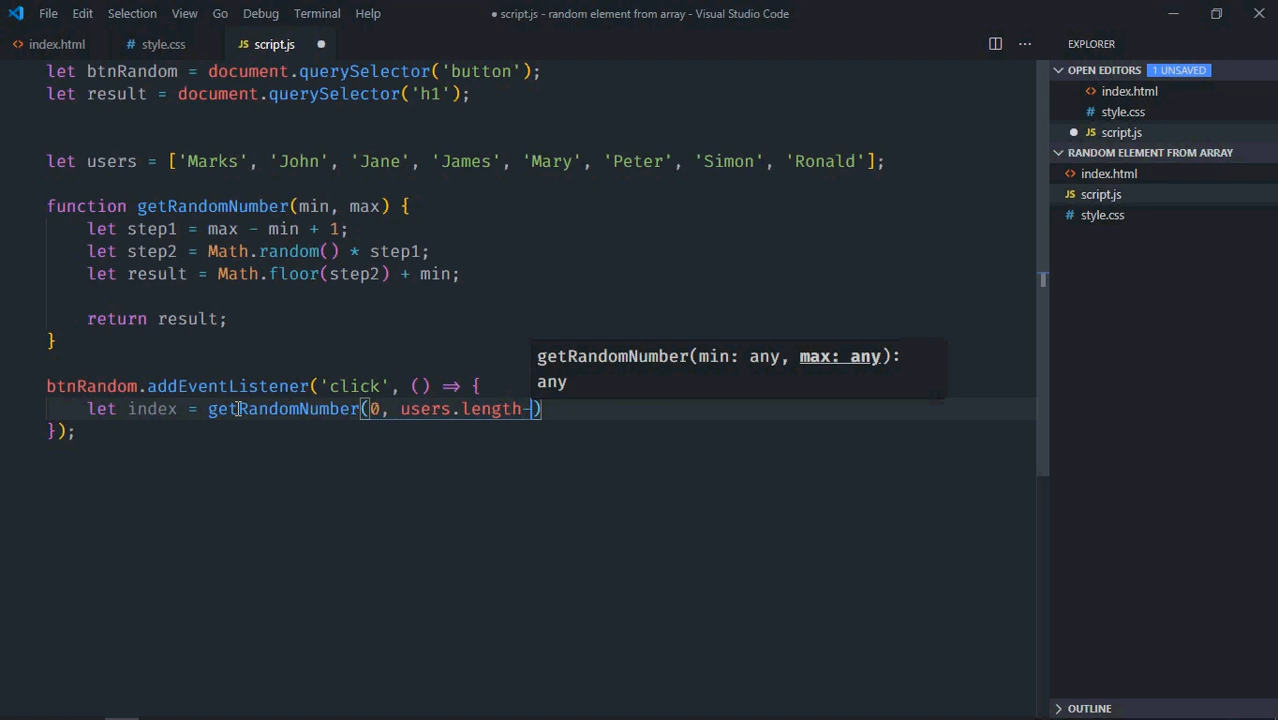 File Edit Selection View Go Debug Terminal Help ● script.js - random element from array - Visual Studio Code
<> index.html # style.css JS script.js ● ··· EXPLORER
let btnRandom = document.querySelector('button');
let result = document.querySelector('h1');
let users = ['Marks', 'John', 'Jane', 'James', 'Mary', 'Peter', 'Simon', 'Ronald'];
function getRandomNumber(min, max) {
let step1 = max - min + 1;
let step2 = Math.random() * step1;
let result = Math.floor(step2) + min;
return result;
}
getRandomNumber(min: any, max: any):
any
btnRandom.addEventListener('click', () => {
let index = getRandomNumber(0, users.length-)
});
OPEN EDITORS 1 UNSAVED
<> index.html
# style.css
● JS script.js
RANDOM ELEMENT FROM ARRAY
<> index.html
JS script.js
# style.css
OUTLINE